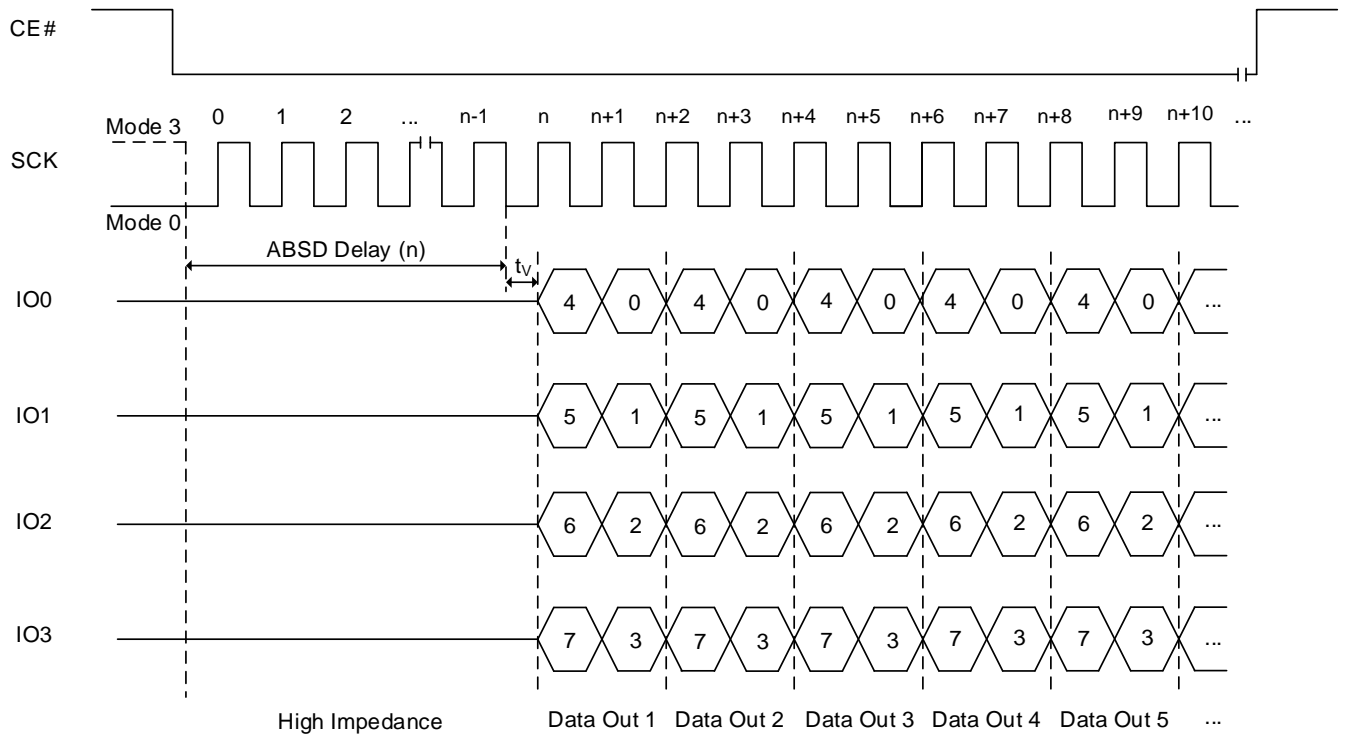 CE#
0 1 2 ... n-1 n n+1 n+2 n+3 n+4 n+5 n+6 n+7 n+8 n+9 n+10 ...
Mode 3
SCK
Mode 0
ABSD Delay (n)
tV
IO0 4 0 4 0 4 0 4 0 4 0 ...
IO1 5 1 5 1 5 1 5 1 5 1 ...
IO2 6 2 6 2 6 2 6 2 6 2 ...
IO3 7 3 7 3 7 3 7 3 7 3 ...
High Impedance Data Out 1 Data Out 2 Data Out 3 Data Out 4 Data Out 5 ...